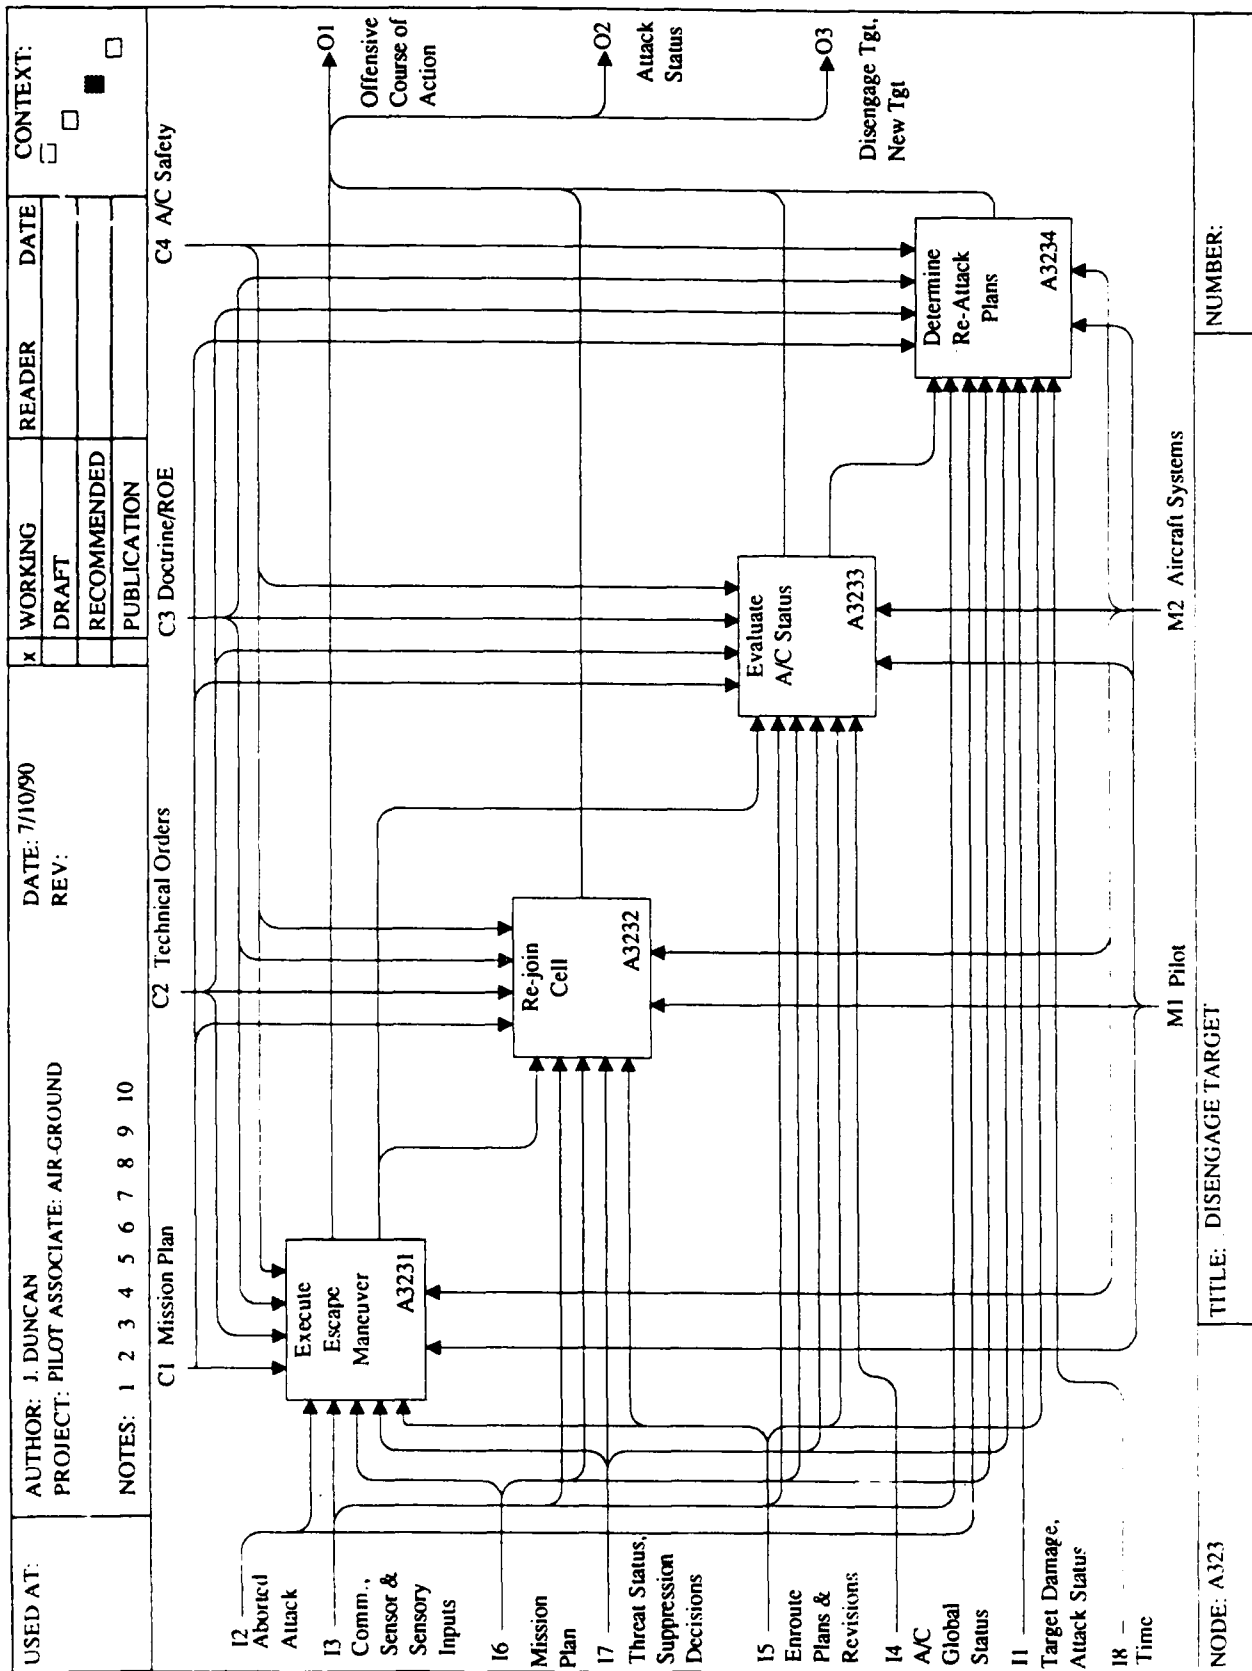 USED AT:
AUTHOR: J. DUNCAN
PROJECT: PILOT ASSOCIATE: AIR-GROUND
NOTES: 1 2 3 4 5 6 7 8 9 10
DATE: 7/10/90
REV:
X WORKING
DRAFT
RECOMMENDED
PUBLICATION
READER DATE
CONTEXT:
C1 Mission Plan
C2 Technical Orders
C3 Doctrine/ROE
C4 A/C Safety
I2
Aborted
Attack
I3
Comm.,
Sensor &
Sensory
Inputs
I6
Mission
Plan
I7
Threat Status,
Suppression
Decisions
I5
Enroute
Plans &
Revisions
I4
A/C
Global
Status
I1
Target Damage,
Attack Status
I8
Time
Execute
Escape
Maneuver
A3231
Re-join
Cell
A3232
Evaluate
A/C Status
A3233
Determine
Re-Attack
Plans
A3234
O1
Offensive
Course of
Action
O2
Attack
Status
O3
Disengage Tgt,
New Tgt
M1 Pilot
M2 Aircraft Systems
NODE: A323
TITLE: DISENGAGE TARGET
NUMBER: